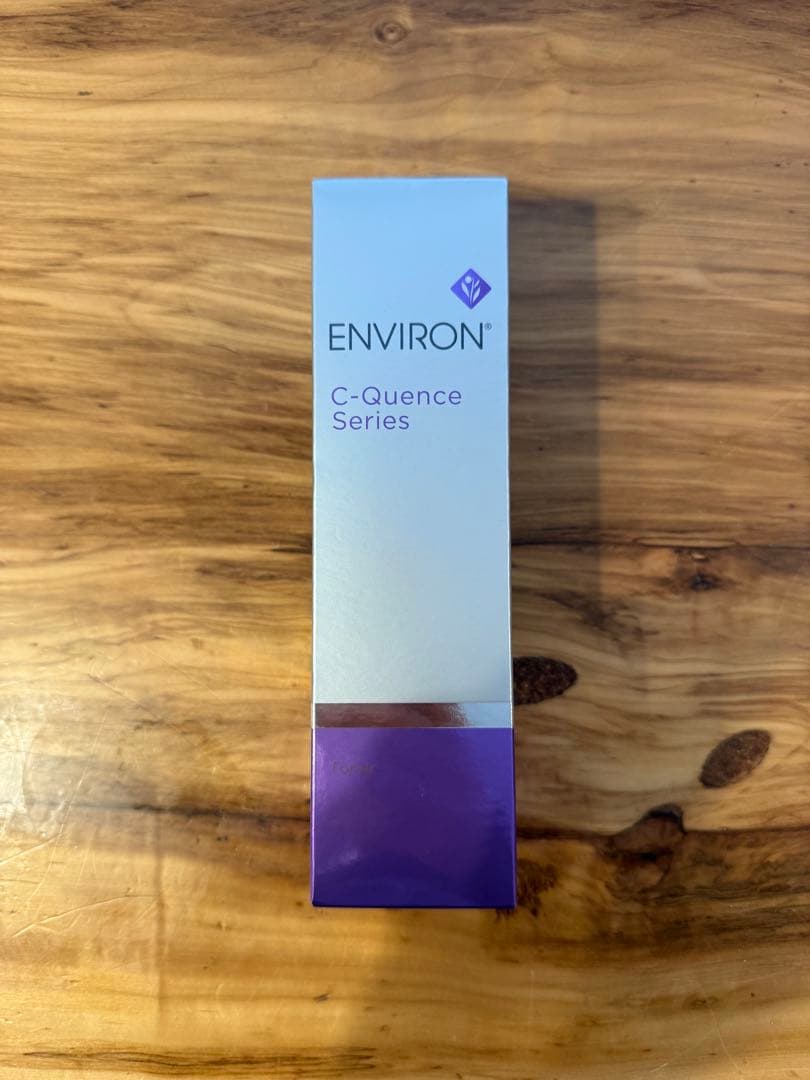 ENVIRON®
C-Quence
Series
Toner